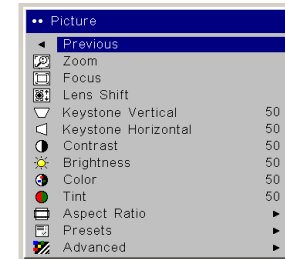 •• Picture
Previous
Zoom
Focus
Lens Shift
Keystone Vertical 50
Keystone Horizontal 50
Contrast 50
Brightness 50
Color 50
Tint 50
Aspect Ratio
Presets
Advanced